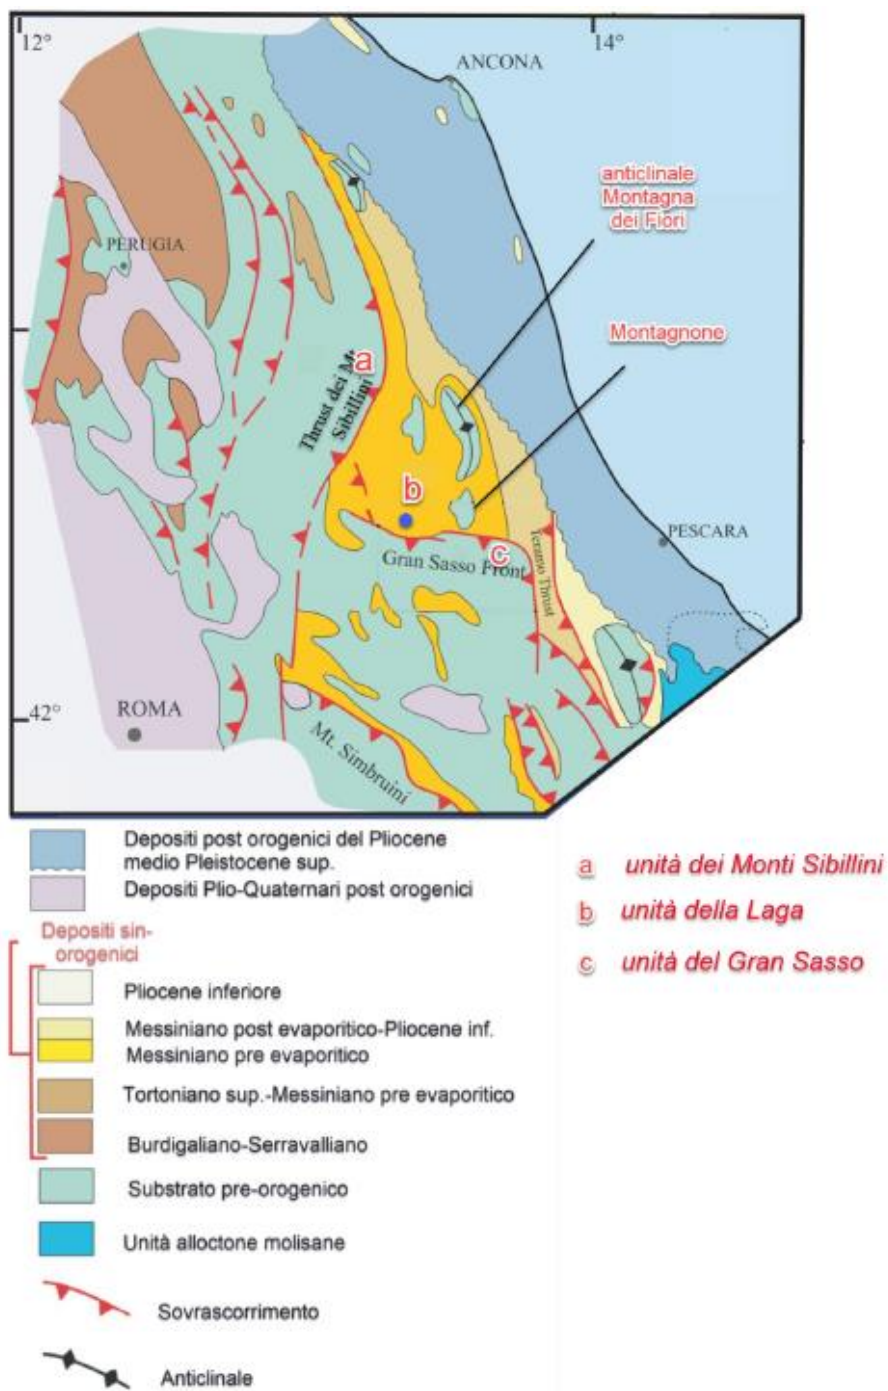 12°
14°
ANCONA
anticlinale
Montagna
dei Fiori
PERUGIA
Montagnone
a
Thrust dei Mt
Sibillini
b
PESCARA
c
Gran Sasso Front
Teramo Thrust
42°
ROMA
Mt. Simbruini
Depositi post orogenici del Pliocene
medio Pleistocene sup.
Depositi Plio-Quaternari post orogenici
a unità dei Monti Sibillini
b unità della Laga
c unità del Gran Sasso
Depositi sin-
orogenici
Pliocene inferiore
Messiniano post evaporitico-Pliocene inf.
Messiniano pre evaporitico
Tortoniano sup.-Messiniano pre evaporitico
Burdigaliano-Serravalliano
Substrato pre-orogenico
Unità alloctone molisane
Sovrascorrimento
Anticlinale